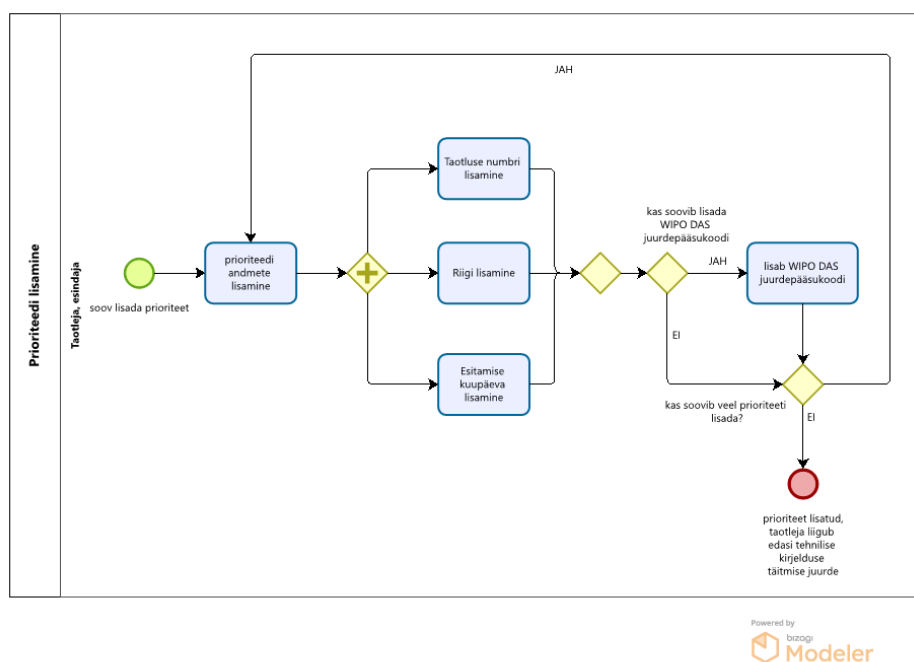 Prioriteedi lisamine
Taotleja, esindaja
JAH
Taotluse numbri
lisamine
kas soovib lisada
WIPO DAS
juurdepääsukoodi
prioriteedi
andmete
lisamine
Riigi lisamine
JAH
lisab WIPO DAS
juurdepääsukoodi
soov lisada prioriteet
EI
Esitamise
kuupäeva
lisamine
kas soovib veel prioriteeti
lisada?
EI
prioriteet lisatud,
taotleja liigub
edasi tehnilise
kirjelduse
täitmise juurde
Powered by
bizagi
Modeler